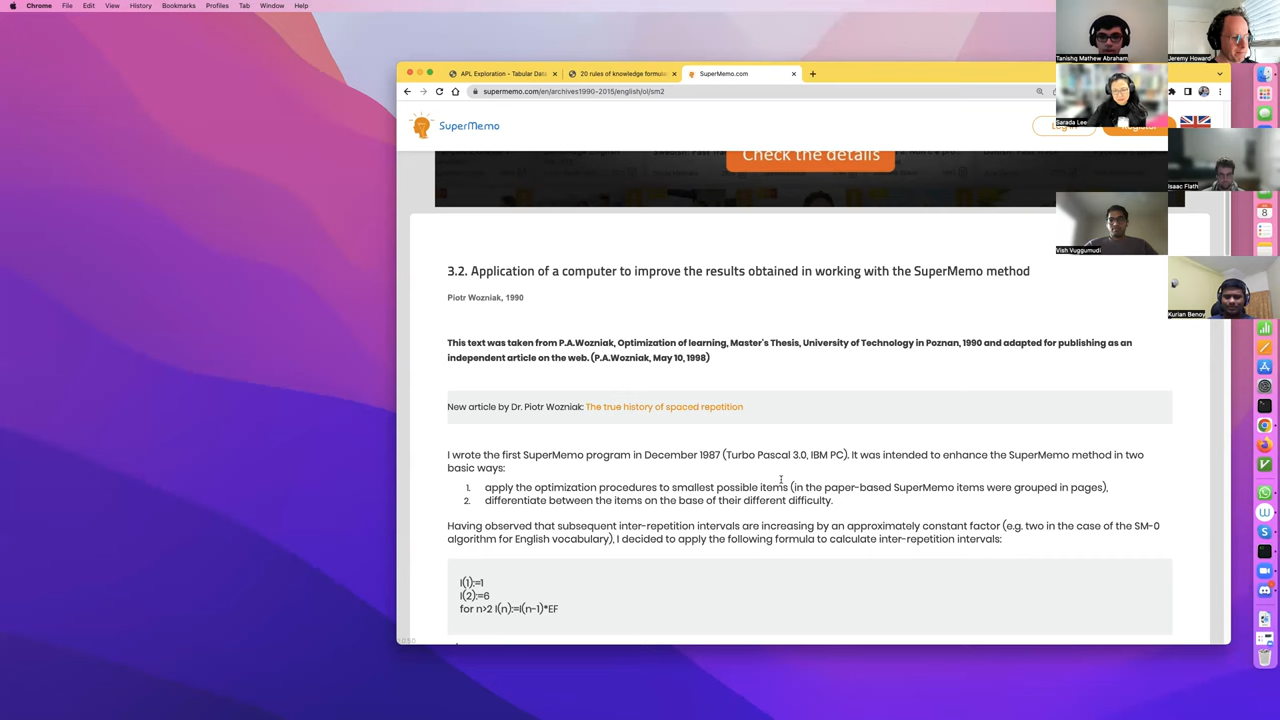 Chrome File Edit View History Bookmarks Profiles Tab Window Help
Tanishq Mathew Abraham
Jeremy Howard
APL Exploration - Tabular Data
20 rules of knowledge formula
SuperMemo.com
supermemo.com/en/archives1990-2015/english/ol/sm2
Sarada Lee
SuperMemo
Log in
Register
Check the details
Isaac Flath
8
Vish Vuggumudi
3.2. Application of a computer to improve the results obtained in working with the SuperMemo method
Piotr Wozniak, 1990
Kurian Benoy
This text was taken from P.A.Wozniak, Optimization of learning, Master's Thesis, University of Technology in Poznan, 1990 and adapted for publishing as an
independent article on the web. (P.A.Wozniak, May 10, 1998)
New article by Dr. Piotr Wozniak: The true history of spaced repetition
I wrote the first SuperMemo program in December 1987 (Turbo Pascal 3.0, IBM PC). It was intended to enhance the SuperMemo method in two
basic ways:
1. apply the optimization procedures to smallest possible items (in the paper-based SuperMemo items were grouped in pages),
2. differentiate between the items on the base of their different difficulty.
Having observed that subsequent inter-repetition intervals are increasing by an approximately constant factor (e.g. two in the case of the SM-0
algorithm for English vocabulary), I decided to apply the following formula to calculate inter-repetition intervals:
I(1):=1
I(2):=6
for n>2 I(n):=I(n-1)*EF